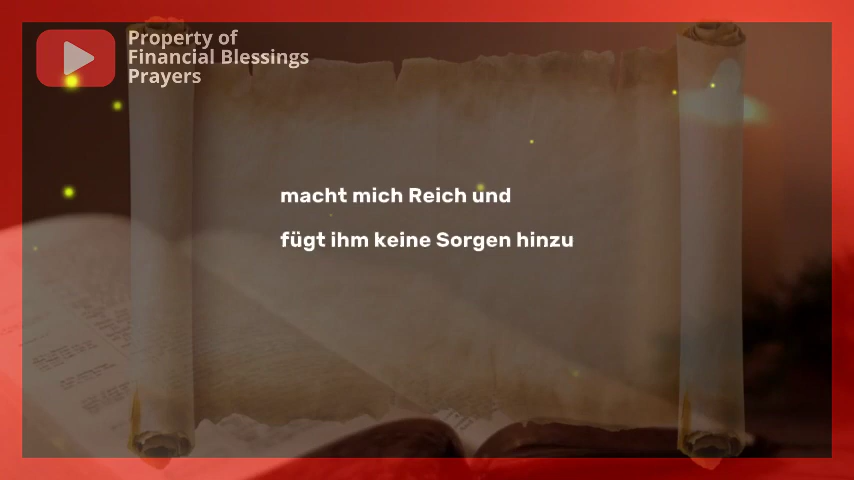 Property of
Financial Blessings
Prayers
macht mich Reich und
fügt ihm keine Sorgen hinzu